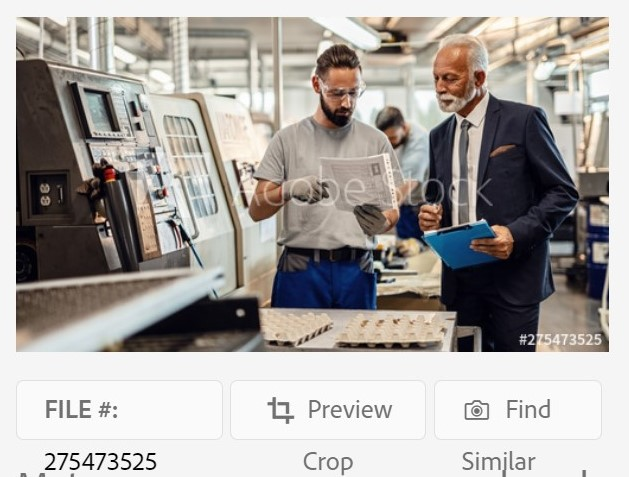 Adobe Stock
#275473525
FILE #:
Preview
Find
275473525
Crop
Similar